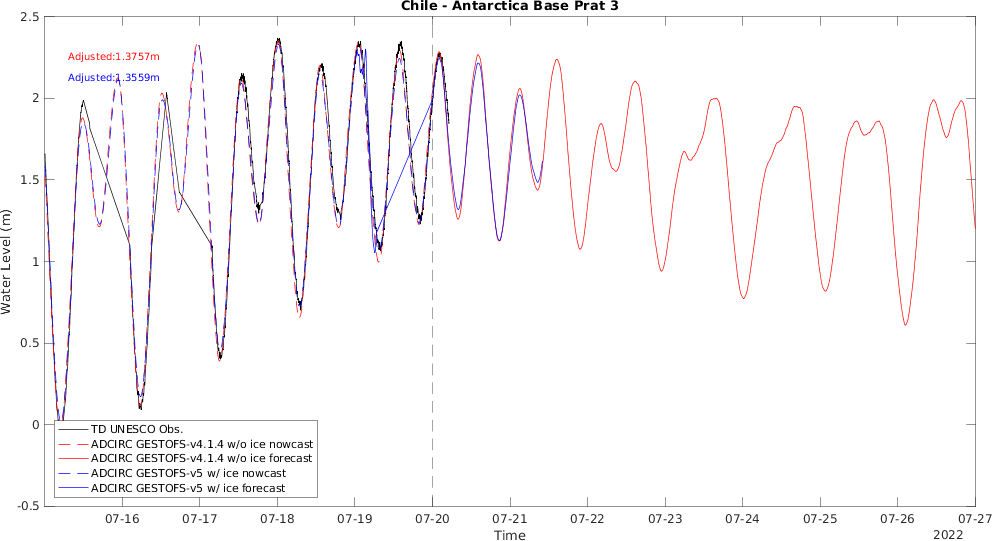 Chile - Antarctica Base Prat 3
2.5
2
1.5
1
0.5
0
-0.5
Water Level (m)
Adjusted:1.3757m
Adjusted:1.3559m
TD UNESCO Obs.
ADCIRC GESTOFS-v4.1.4 w/o ice nowcast
ADCIRC GESTOFS-v4.1.4 w/o ice forecast
ADCIRC GESTOFS-v5 w/ ice nowcast
ADCIRC GESTOFS-v5 w/ ice forecast
07-16 07-17 07-18 07-19 07-20 07-21 07-22 07-23 07-24 07-25 07-26 07-27
Time
2022